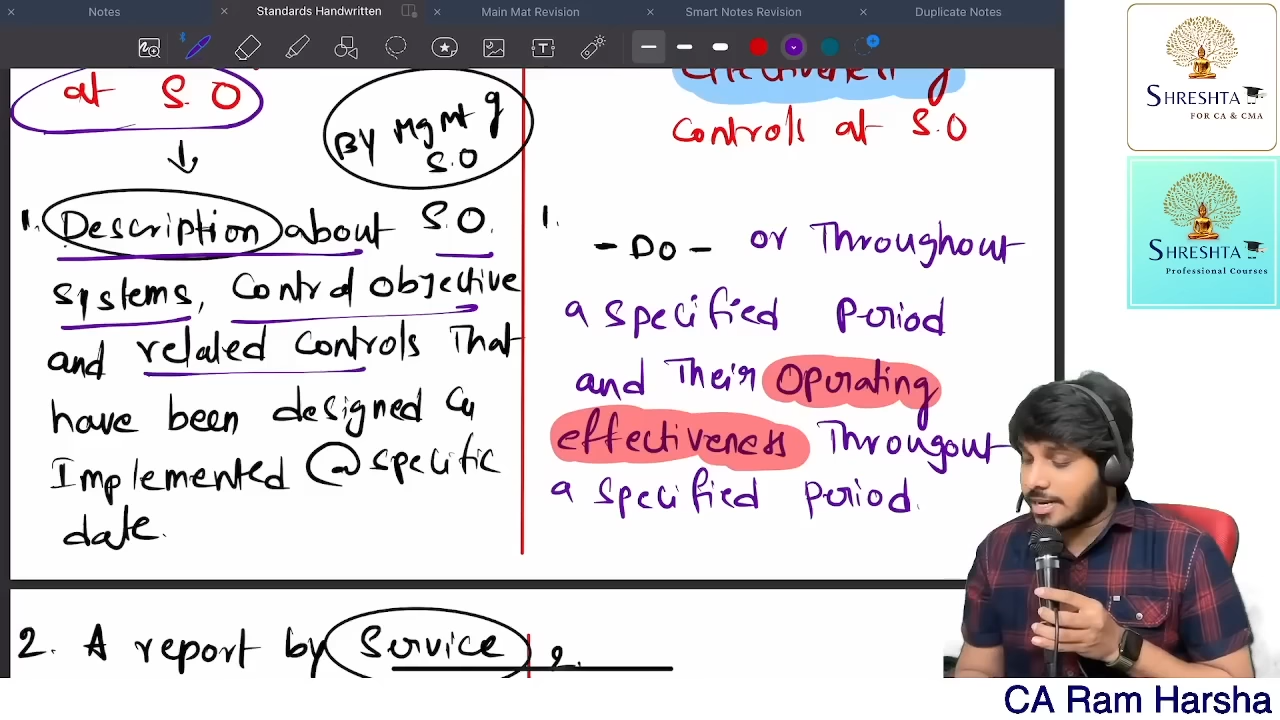 Notes
Standards Handwritten
Main Mat Revision
Smart Notes Revision
Duplicate Notes
at S.O
By Mgmt of
S.O
1. Description about S.O.
systems, Control objective
and related controls That
have been designed &
Implemented @ specific
date.
2. A report by Service
Effectiveness of
Controls at S.O
1.
- Do - or Throughout
a specified Period
and Their Operating
effectiveness Througout
a specified period.
2.
SHRESHTA
FOR CA & CMA
SHRESHTA
Professional Courses
CA Ram Harsha